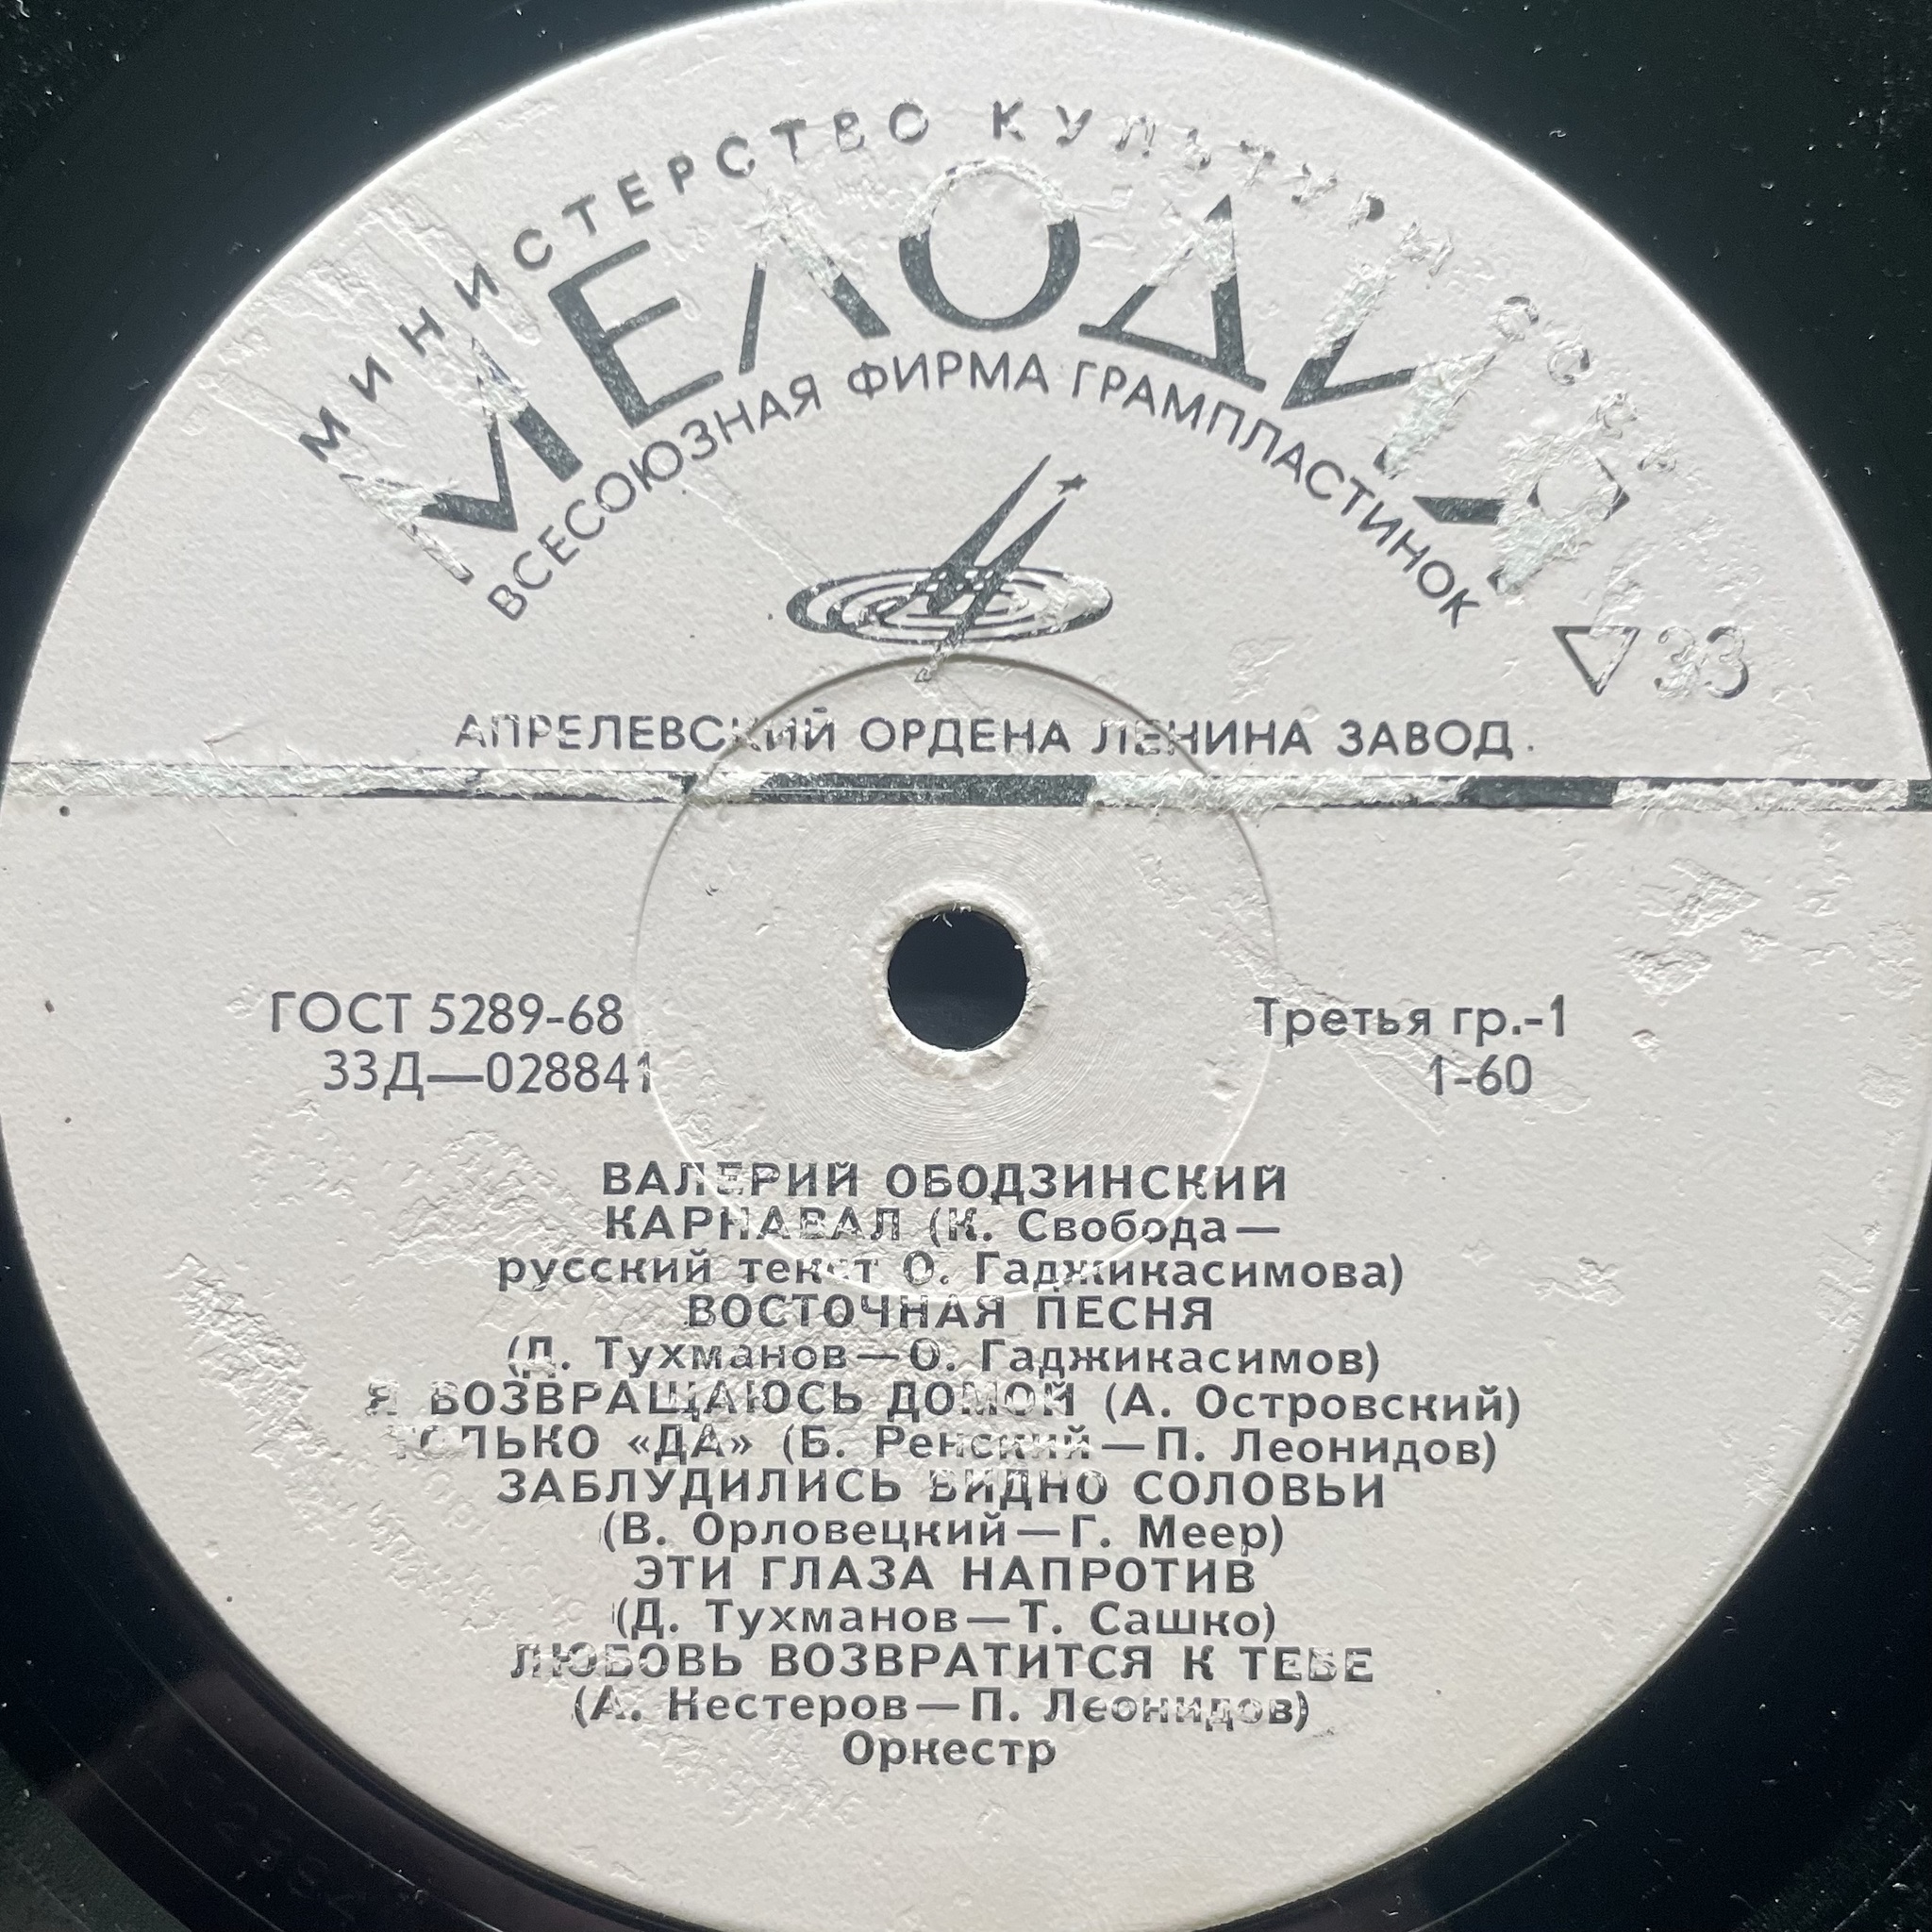 МИНИСТЕРСТВО КУЛЬТУРЫ СССР
МЕЛОДИЯ
ВСЕСОЮЗНАЯ ФИРМА ГРАМПЛАСТИНОК
33
АПРЕЛЕВСКИЙ ОРДЕНА ЛЕНИНА ЗАВОД
ГОСТ 5289-68
Третья гр.-1
33Д—028841
1-60
ВАЛЕРИЙ ОБОДЗИНСКИЙ
КАРНАВАЛ (К. Свобода—
русский текст О. Гаджикасимова)
ВОСТОЧНАЯ ПЕСНЯ
(Д. Тухманов—О. Гаджикасимов)
Я ВОЗВРАЩАЮСЬ ДОМОЙ (А. Островский)
ТОЛЬКО «ДА» (Б. Ренский—П. Леонидов)
ЗАБЛУДИЛИСЬ ВИДНО СОЛОВЬИ
(В. Орловецкий—Г. Меер)
ЭТИ ГЛАЗА НАПРОТИВ
(Д. Тухманов—Т. Сашко)
ЛЮБОВЬ ВОЗВРАТИТСЯ К ТЕБЕ
(А. Нестеров—П. Леонидов)
Оркестр